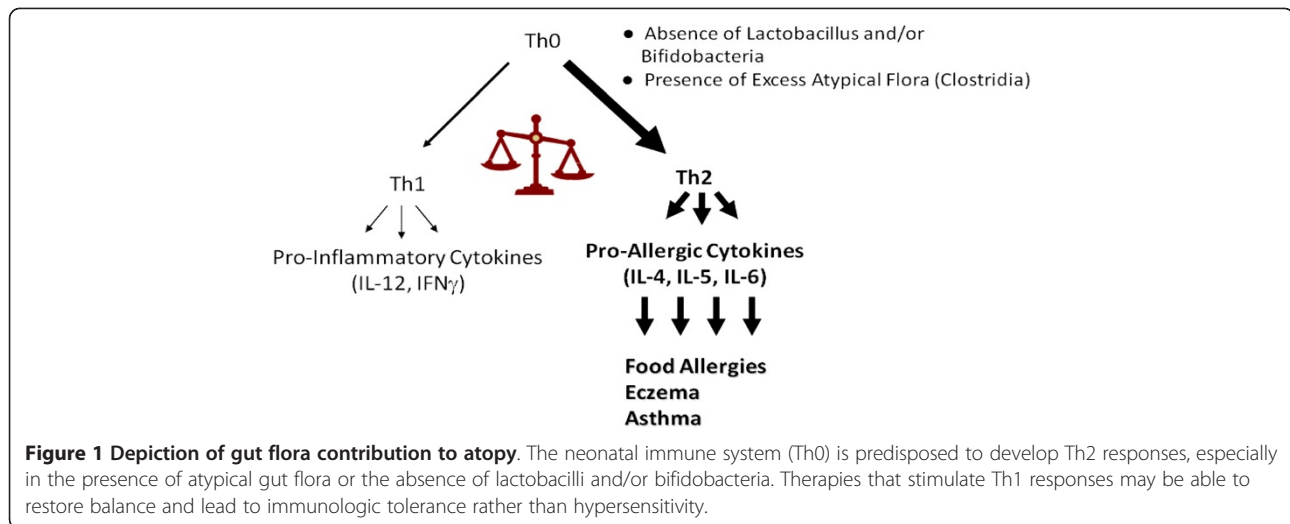 Th0
● Absence of Lactobacillus and/or
Bifidobacteria
● Presence of Excess Atypical Flora (Clostridia)
Th1
Th2
Pro-Inflammatory Cytokines
(IL-12, IFNγ)
Pro-Allergic Cytokines
(IL-4, IL-5, IL-6)
Food Allergies
Eczema
Asthma
Figure 1 Depiction of gut flora contribution to atopy. The neonatal immune system (Th0) is predisposed to develop Th2 responses, especially
in the presence of atypical gut flora or the absence of lactobacilli and/or bifidobacteria. Therapies that stimulate Th1 responses may be able to
restore balance and lead to immunologic tolerance rather than hypersensitivity.